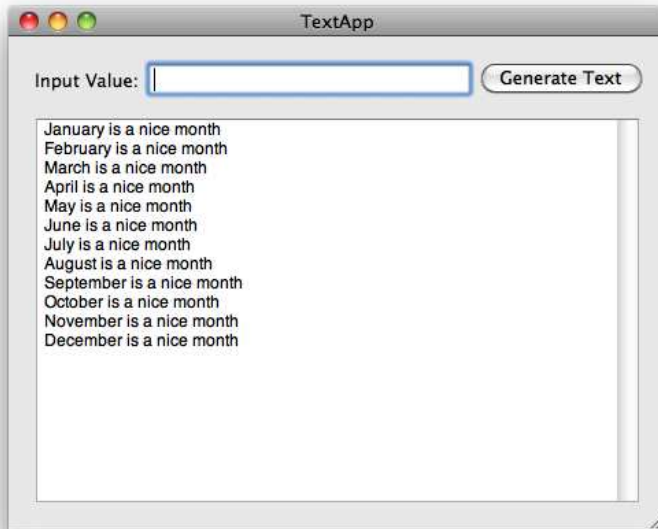 TextApp
Input Value: Generate Text
January is a nice month
February is a nice month
March is a nice month
April is a nice month
May is a nice month
June is a nice month
July is a nice month
August is a nice month
September is a nice month
October is a nice month
November is a nice month
December is a nice month